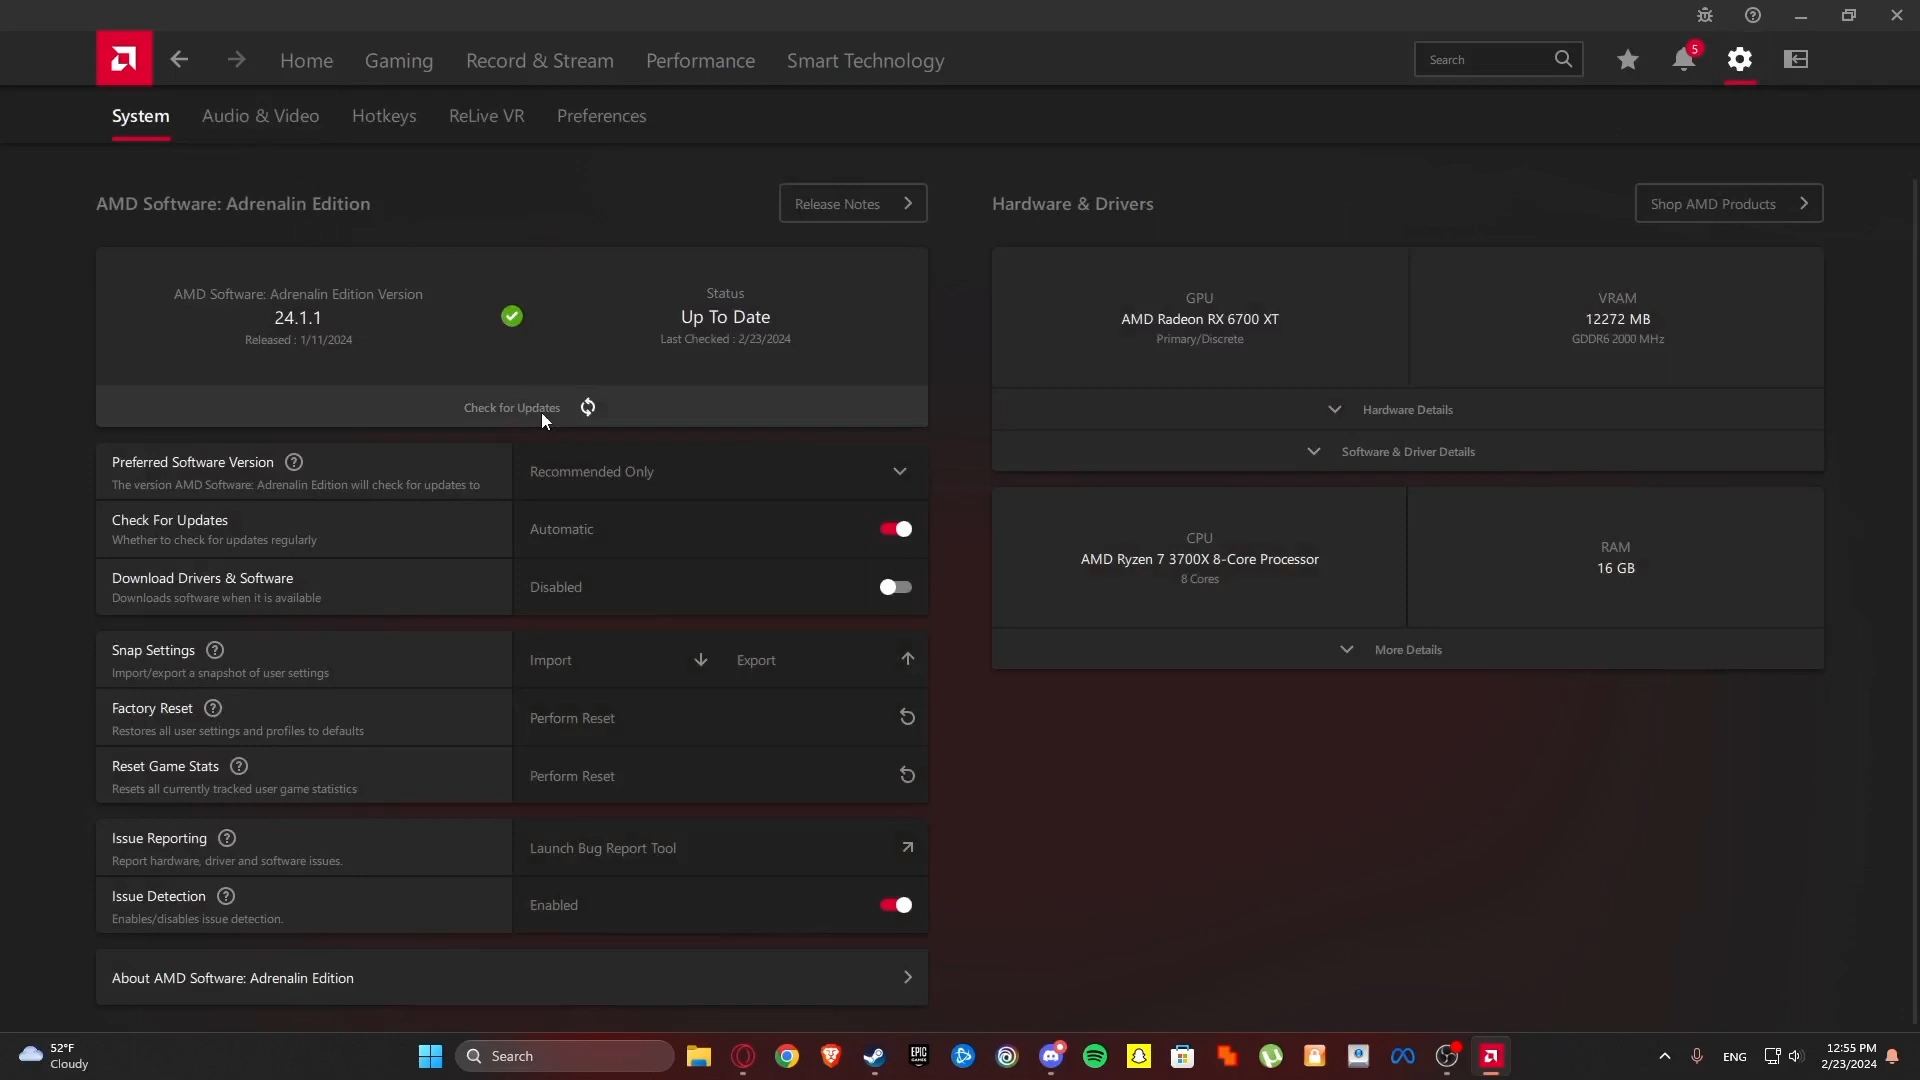 Home Gaming Record & Stream Performance Smart Technology Search 5
System Audio & Video Hotkeys ReLive VR Preferences
AMD Software: Adrenalin Edition
Release Notes
AMD Software: Adrenalin Edition Version
24.1.1
Released : 1/11/2024
Status
Up To Date
Last Checked : 2/23/2024
Check for Updates
Preferred Software Version
The version AMD Software: Adrenalin Edition will check for updates to
Recommended Only
Check For Updates
Whether to check for updates regularly
Automatic
Download Drivers & Software
Downloads software when it is available
Disabled
Snap Settings
Import/export a snapshot of user settings
Import
Export
Factory Reset
Restores all user settings and profiles to defaults
Perform Reset
Reset Game Stats
Resets all currently tracked user game statistics
Perform Reset
Issue Reporting
Report hardware, driver and software issues.
Launch Bug Report Tool
Issue Detection
Enables/disables issue detection.
Enabled
About AMD Software: Adrenalin Edition
Hardware & Drivers
Shop AMD Products
GPU
AMD Radeon RX 6700 XT
Primary/Discrete
VRAM
12272 MB
GDDR6 2000 MHz
Hardware Details
Software & Driver Details
CPU
AMD Ryzen 7 3700X 8-Core Processor
8 Cores
RAM
16 GB
More Details
52°F
Cloudy
Search
EPIC
GAMES
ENG
12:55 PM
2/23/2024